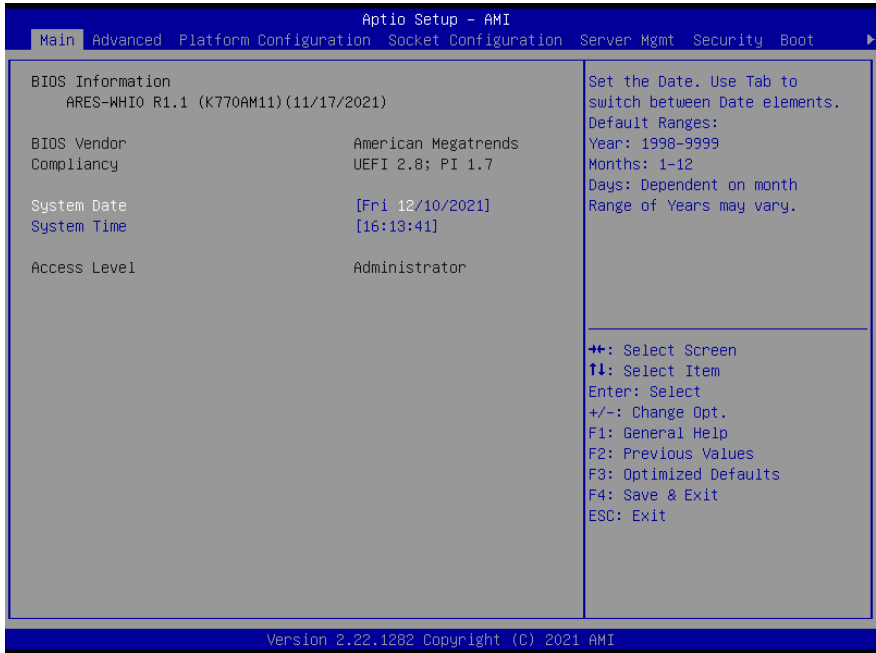 Aptio Setup – AMI
Main Advanced Platform Configuration Socket Configuration Server Mgmt Security Boot
BIOS Information
ARES-WHIO R1.1 (K770AM11)(11/17/2021)
BIOS Vendor American Megatrends
Compliancy UEFI 2.8; PI 1.7
System Date [Fri 12/10/2021]
System Time [16:13:41]
Access Level Administrator
Set the Date. Use Tab to
switch between Date elements.
Default Ranges:
Year: 1998-9999
Months: 1-12
Days: Dependent on month
Range of Years may vary.
→←: Select Screen
↑↓: Select Item
Enter: Select
+/-: Change Opt.
F1: General Help
F2: Previous Values
F3: Optimized Defaults
F4: Save & Exit
ESC: Exit
Version 2.22.1282 Copyright (C) 2021 AMI